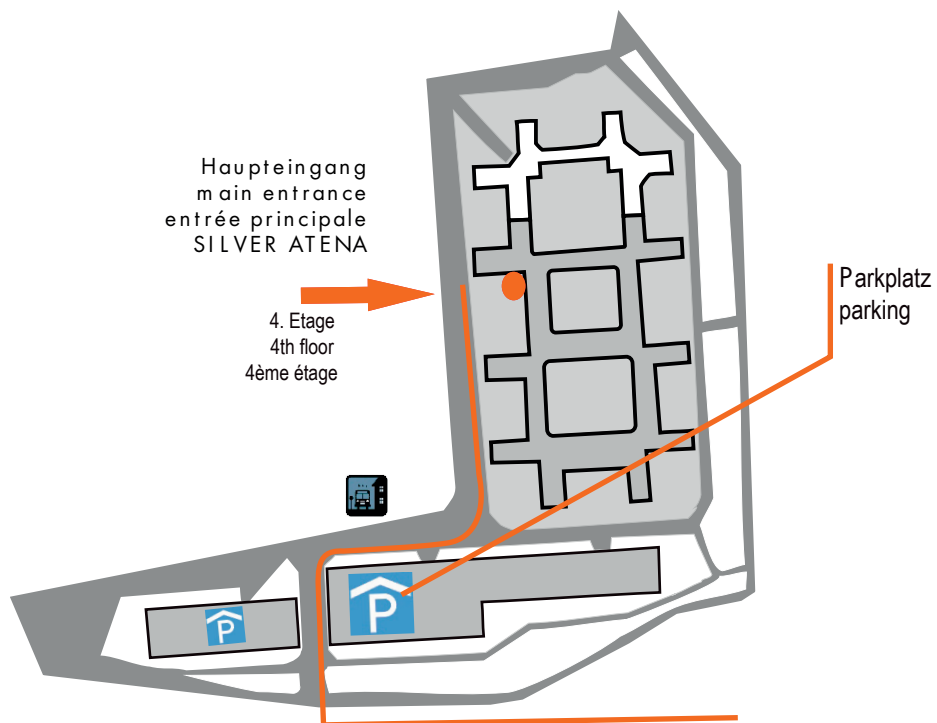 Haupteingang
main entrance
entrée principale
SILVER ATENA
4. Etage
4th floor
4ème étage
Parkplatz
parking
P
P